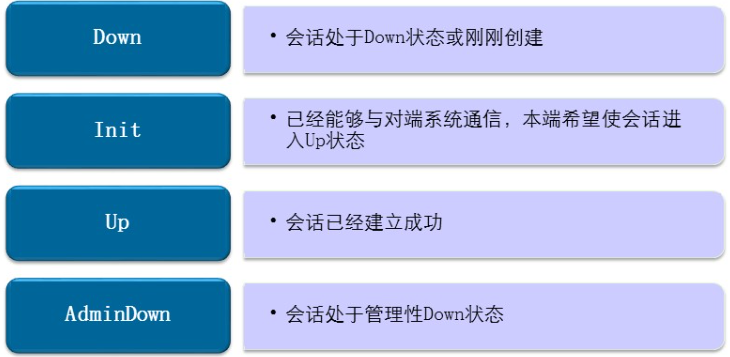 Down
• 会话处于Down状态或刚刚创建
Init
• 已经能够与对端系统通信，本端希望使会话进
入Up状态
Up
• 会话已经建立成功
AdminDown
• 会话处于管理性Down状态